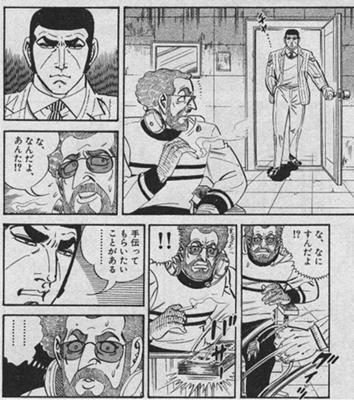 な、
なんだよ、
あんた!?
な、なに
すんだよ
!?
!!
手伝って
もらいたい
ことがある
………
………
………